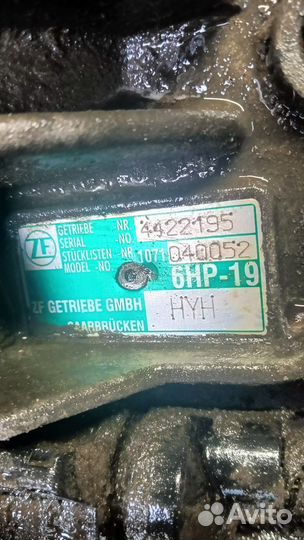 ZF
GETRIEBE NR. 4422195
SERIAL NO.
STÜCKLISTEN NR 1071 040052
MODEL-NO 6HP-19
ZF GETRIEBE GMBH HYH
SAARBRÜCKEN
Avito